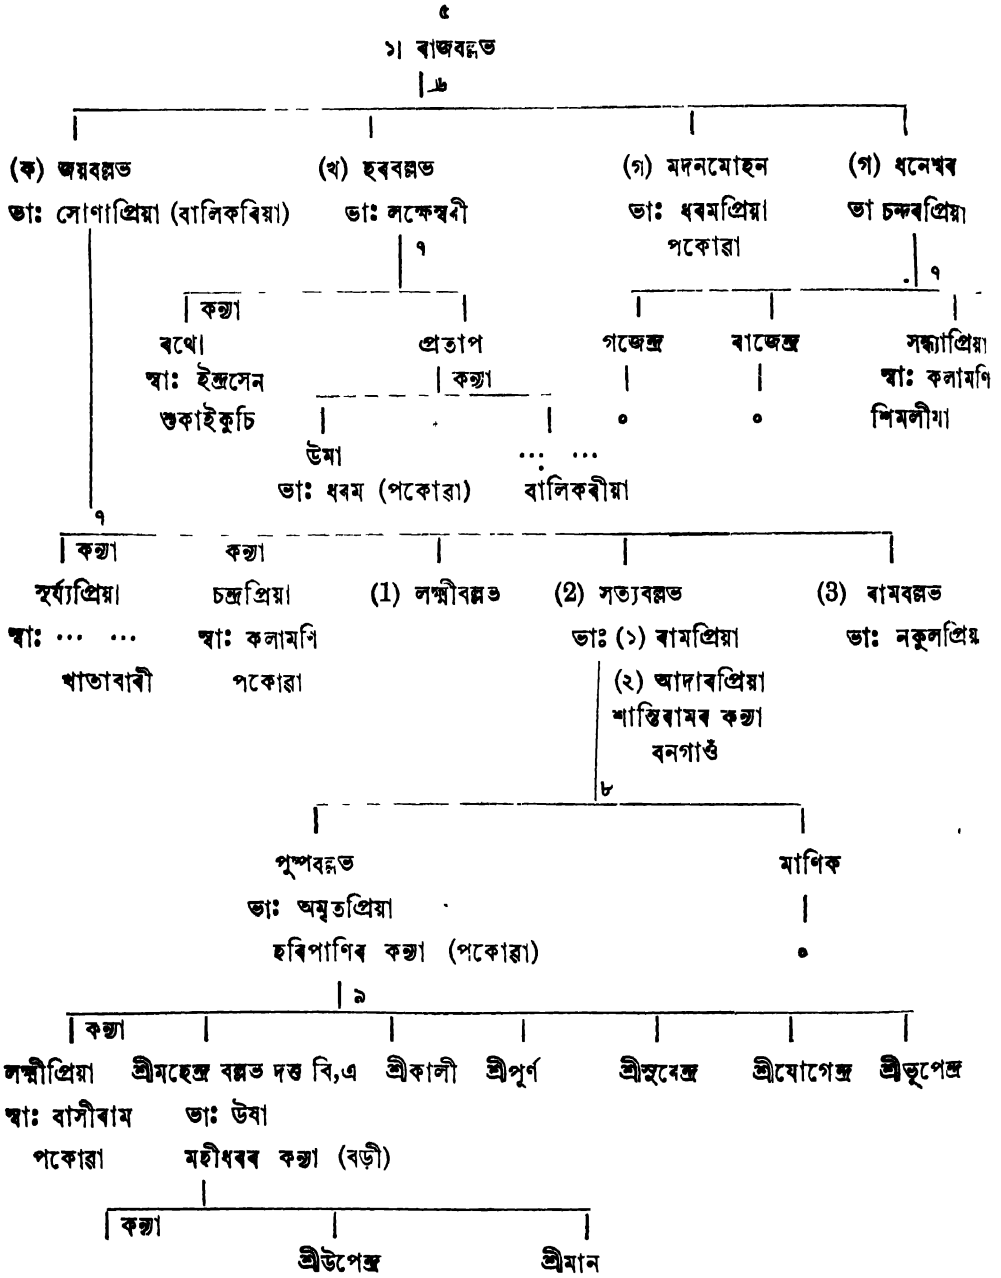 ৫
১। ৰাজবল্লভ
৬
(ক) জয়বল্লভ (খ) হৰবল্লভ (গ) মদনমোহন (গ) ধনেশ্বৰ
ভাঃ সোণাপ্ৰিয়া (বালিকৰিয়া) ভাঃ লক্ষেশ্বৰী ভাঃ ধৰমপ্ৰিয়া ভা চন্দৰপ্ৰিয়া
পকোৱা
৭ ৭
কন্যা
ৰথো প্ৰতাপ গজেন্দ্ৰ ৰাজেন্দ্ৰ সন্ধ্যাপ্ৰিয়া
স্বাঃ ইন্দ্ৰসেন কন্যা স্বাঃ কলামণি
শুকাইকুচি ০ ০ শিমলীয়া
উমা ... ...
ভাঃ ধৰম (পকোৱা) বালিকৰীয়া
৭
কন্যা কন্যা
সূৰ্য্যপ্ৰিয়া চন্দ্ৰপ্ৰিয়া (1) লক্ষ্মীবল্লভ (2) সত্যবল্লভ (3) ৰামবল্লভ
স্বাঃ ... ... স্বাঃ কলামণি ভাঃ (১) ৰামপ্ৰিয়া ভাঃ নকুলপ্ৰিয়
খাতাবাৰী পকোৱা (২) আদাৰপ্ৰিয়া
শান্তিৰামৰ কন্যা
বনগাওঁ
৮
পুষ্পবল্লভ মাণিক
ভাঃ অমৃতপ্ৰিয়া
হৰিপাণিৰ কন্যা (পকোৱা) ০
৯
কন্যা
লক্ষ্মীপ্ৰিয়া শ্ৰীমহেন্দ্ৰ বল্লভ দত্ত বি,এ শ্ৰীকালী শ্ৰীপূৰ্ণ শ্ৰীসুৰেন্দ্ৰ শ্ৰীযোগেন্দ্ৰ শ্ৰীভূপেন্দ্ৰ
স্বাঃ বাসীৰাম ভাঃ উষা
পকোৱা মহীধৰৰ কন্যা (বড়ী)
কন্যা
শ্ৰীউপেন্দ্ৰ শ্ৰীমান